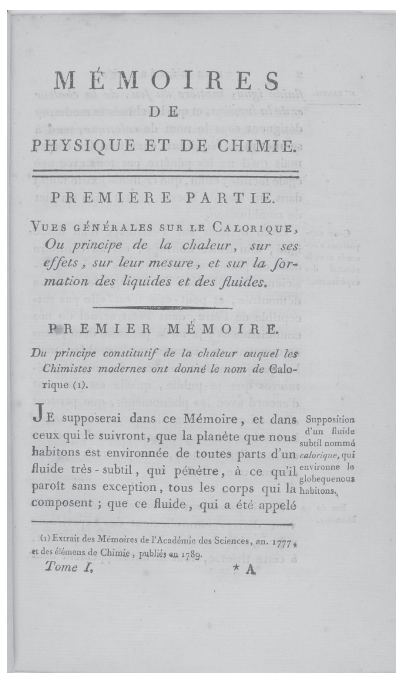 MÉMOIRES
DE
PHYSIQUE ET DE CHIMIE.
PREMIÈRE PARTIE.
VUES GÉNÉRALES SUR LE CALORIQUE,
Ou principe de la chaleur, sur ses
effets, sur leur mesure, et sur la for-
mation des liquides et des fluides.
PREMIER MÉMOIRE.
Du principe constitutif de la chaleur auquel les
Chimistes modernes ont donné le nom de Calo-
rique (1).
JE supposerai dans ce Mémoire, et dans
ceux qui le suivront, que la planète que nous
habitons est environnée de toutes parts d'un
fluide très-subtil, qui pénètre, à ce qu'il
paroît sans exception, tous les corps qui la
composent ; que ce fluide, qui a été appelé
Supposition
d'un fluide
subtil nommé
calorique, qui
environne le
globe que nous
habitons.
(1) Extrait des Mémoires de l'Académie des Sciences, an. 1777,
et des élémens de Chimie, publiés an 1789.
Tome I. * A